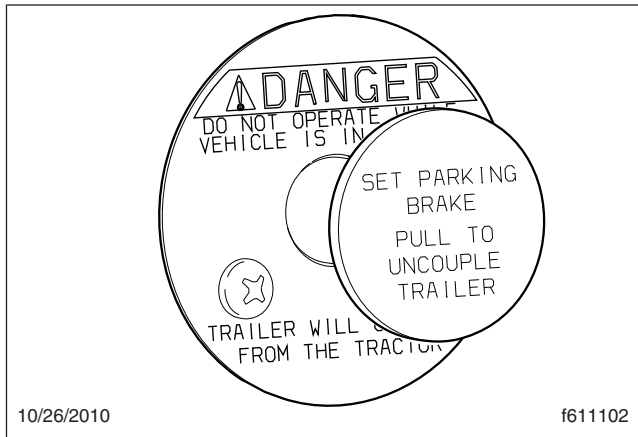 DANGER
DO NOT OPERATE
VEHICLE IS IN
SET PARKING
BRAKE
PULL TO
UNCOUPLE
TRAILER
TRAILER WILL
FROM THE TRACTOR
10/26/2010
f611102